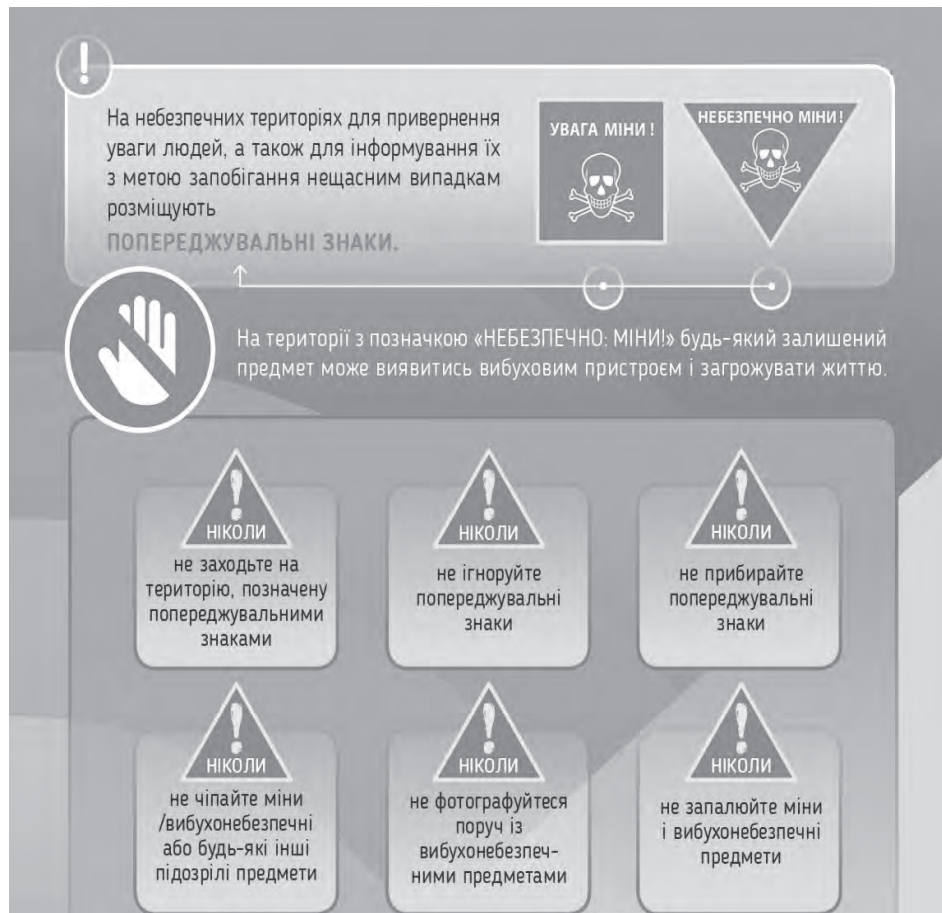 !
На небезпечних територіях для привернення
уваги людей, а також для інформування їх
з метою запобігання нещасним випадкам
розміщують
ПОПЕРЕДЖУВАЛЬНІ ЗНАКИ.
УВАГА МІНИ !
НЕБЕЗПЕЧНО МІНИ !
На території з позначкою «НЕБЕЗПЕЧНО: МІНИ!» будь-який залишений
предмет може виявитись вибуховим пристроєм і загрожувати життю.
!
НІКОЛИ
не заходьте на
територію, позначену
попереджувальними
знаками
!
НІКОЛИ
не ігноруйте
попереджувальні
знаки
!
НІКОЛИ
не прибирайте
попереджувальні
знаки
!
НІКОЛИ
не чіпайте міни
/вибухонебезпечні
або будь-які інші
підозрілі предмети
!
НІКОЛИ
не фотографуйтеся
поруч із
вибухонебезпеч-
ними предметами
!
НІКОЛИ
не запалюйте міни
і вибухонебезпечні
предмети